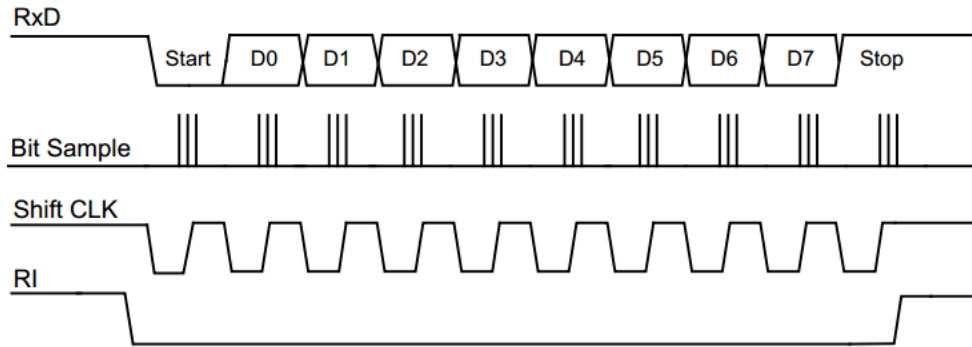 RxD
Start D0 D1 D2 D3 D4 D5 D6 D7 Stop
Bit Sample
Shift CLK
RI